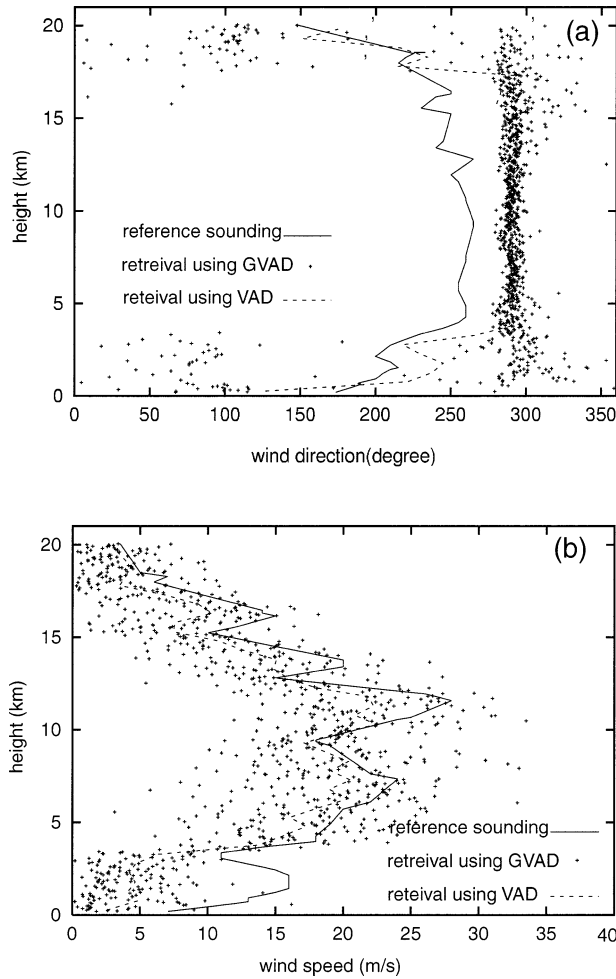 (a)
20
15
10
5
0
height (km)
reference sounding
retreival using GVAD
reteival using VAD
0 50 100 150 200 250 300 350
wind direction(degree)
(b)
20
15
10
5
0
height (km)
reference sounding
retreival using GVAD
reteival using VAD
0 5 10 15 20 25 30 35 40
wind speed (m/s)